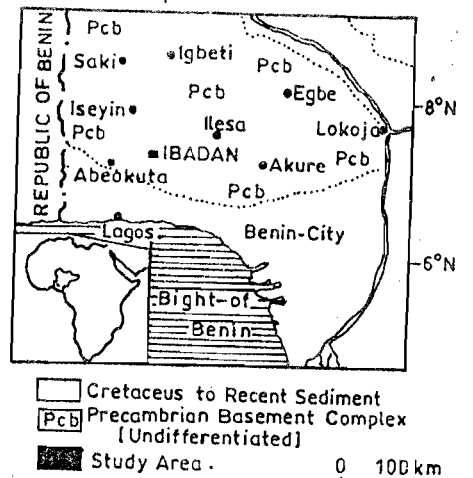 Pcb
Igbeti
Saki
Pcb
Pcb
Egbe
8°N
Iseyin
Ilesa
Lokoja
Pcb
IBADAN
Akure
Pcb
Abeokuta
Pcb
REPUBLIC OF BENIN
Lagos
Benin-City
6°N
Bight-of
Benin
Cretaceus to Recent Sediment
Pcb Precambrian Basement Complex
[Undifferentiated]
Study Area.
0 100km